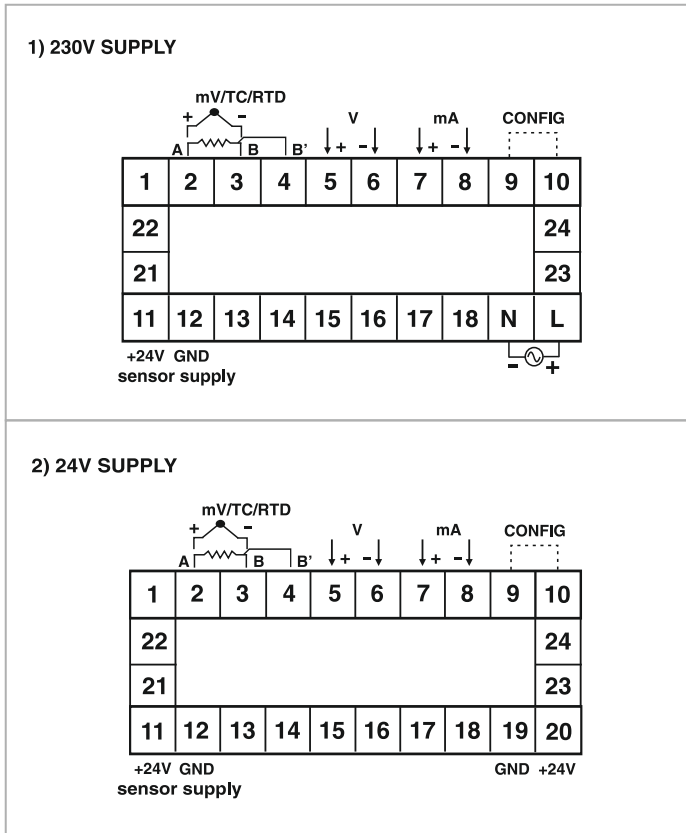 1) 230V SUPPLY
mV/TC/RTD
+ -
V mA CONFIG
A B B' + - + -
1 2 3 4 5 6 7 8 9 10
22 24
21 23
11 12 13 14 15 16 17 18 N L
+24V GND
- +
sensor supply
2) 24V SUPPLY
mV/TC/RTD
+ -
V mA CONFIG
A B B' + - + -
1 2 3 4 5 6 7 8 9 10
22 24
21 23
11 12 13 14 15 16 17 18 19 20
+24V GND GND +24V
sensor supply